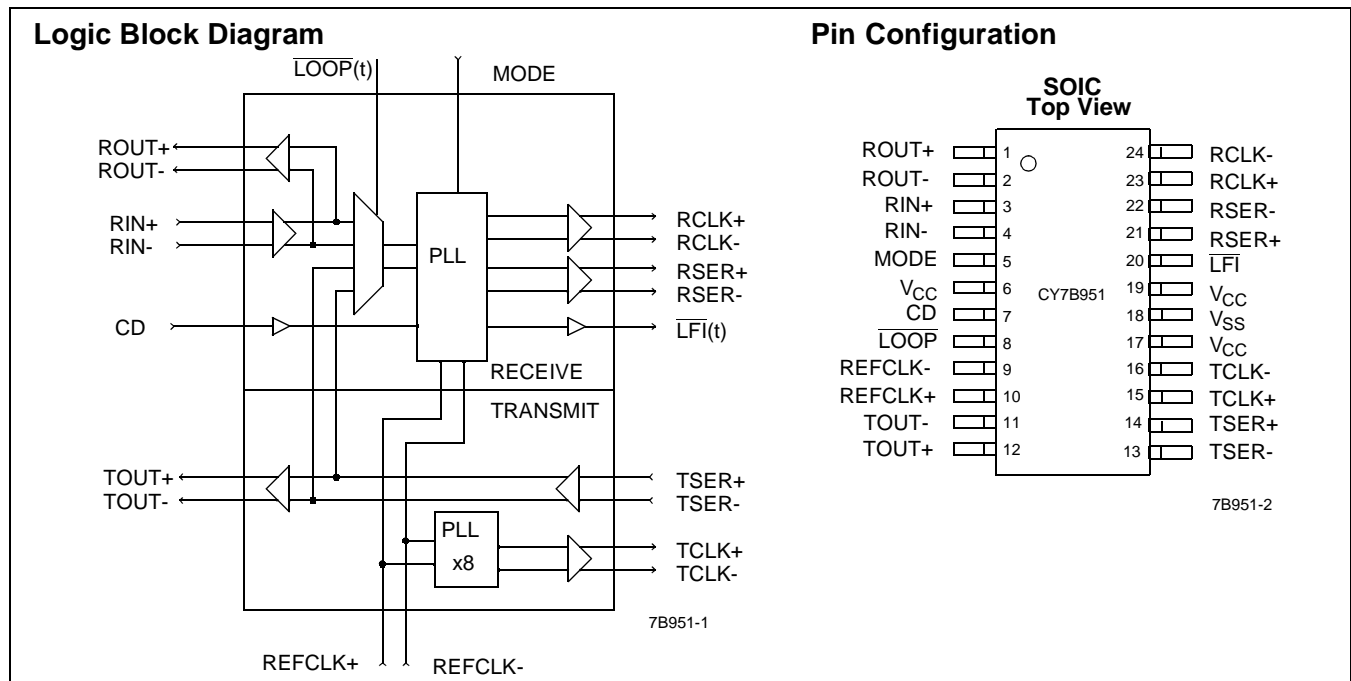 Logic Block Diagram
LOOP(t)
MODE
ROUT+
ROUT-
RIN+
RIN-
CD
PLL
RCLK+
RCLK-
RSER+
RSER-
LFI(t)
RECEIVE
TRANSMIT
TOUT+
TOUT-
TSER+
TSER-
PLL
x8
TCLK+
TCLK-
7B951-1
REFCLK+
REFCLK-
Pin Configuration
SOIC
Top View
ROUT+ 1 24 RCLK-
ROUT- 2 23 RCLK+
RIN+ 3 22 RSER-
RIN- 4 21 RSER+
MODE 5 20 LFI
VCC 6 CY7B951 19 VCC
CD 7 18 VSS
LOOP 8 17 VCC
REFCLK- 9 16 TCLK-
REFCLK+ 10 15 TCLK+
TOUT- 11 14 TSER+
TOUT+ 12 13 TSER-
7B951-2